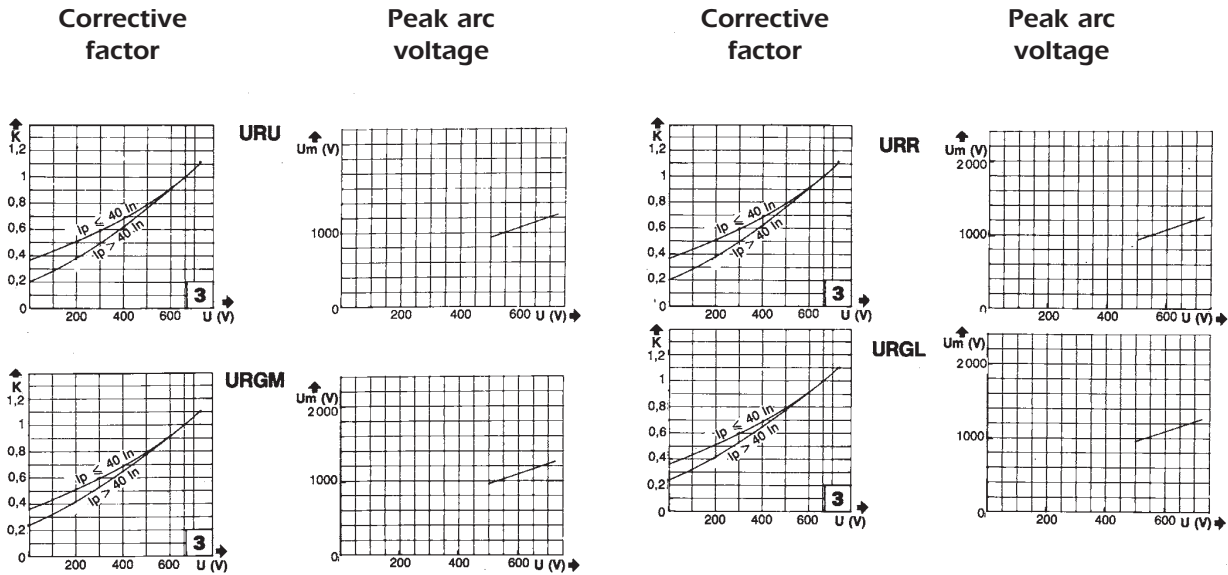 Corrective
factor
Peak arc
voltage
Corrective
factor
Peak arc
voltage
K
1,2
1
0,8
0,6
0,4
0,2
0
Ip ≤ 40 In
Ip > 40 In
3
200 400 600 U (V)
URU
Um (V)
1000
0
200 400 600 U (V)
K
1,2
1
0,8
0,6
0,4
0,2
0
Ip ≤ 40 In
Ip > 40 In
3
200 400 600 U (V)
URR
Um (V)
2000
1000
0
200 400 600 U (V)
K
1,2
1
0,8
0,6
0,4
0,2
0
Ip ≤ 40 In
Ip > 40 In
3
200 400 600 U (V)
URGM
Um (V)
2000
1000
0
200 400 600 U (V)
K
1,2
1
0,8
0,6
0,4
0,2
0
Ip ≤ 40 In
Ip > 40 In
3
200 400 600 U (V)
URGL
Um (V)
2000
1000
0
200 400 600 U (V)